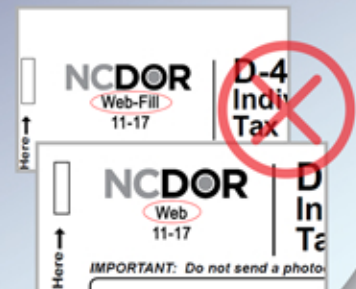 NCDOR
Web-Fill
11-17
D-4
Indiv
Tax
Here
NCDOR
Web
11-17
D
In
Ta
Here
IMPORTANT: Do not send a photo